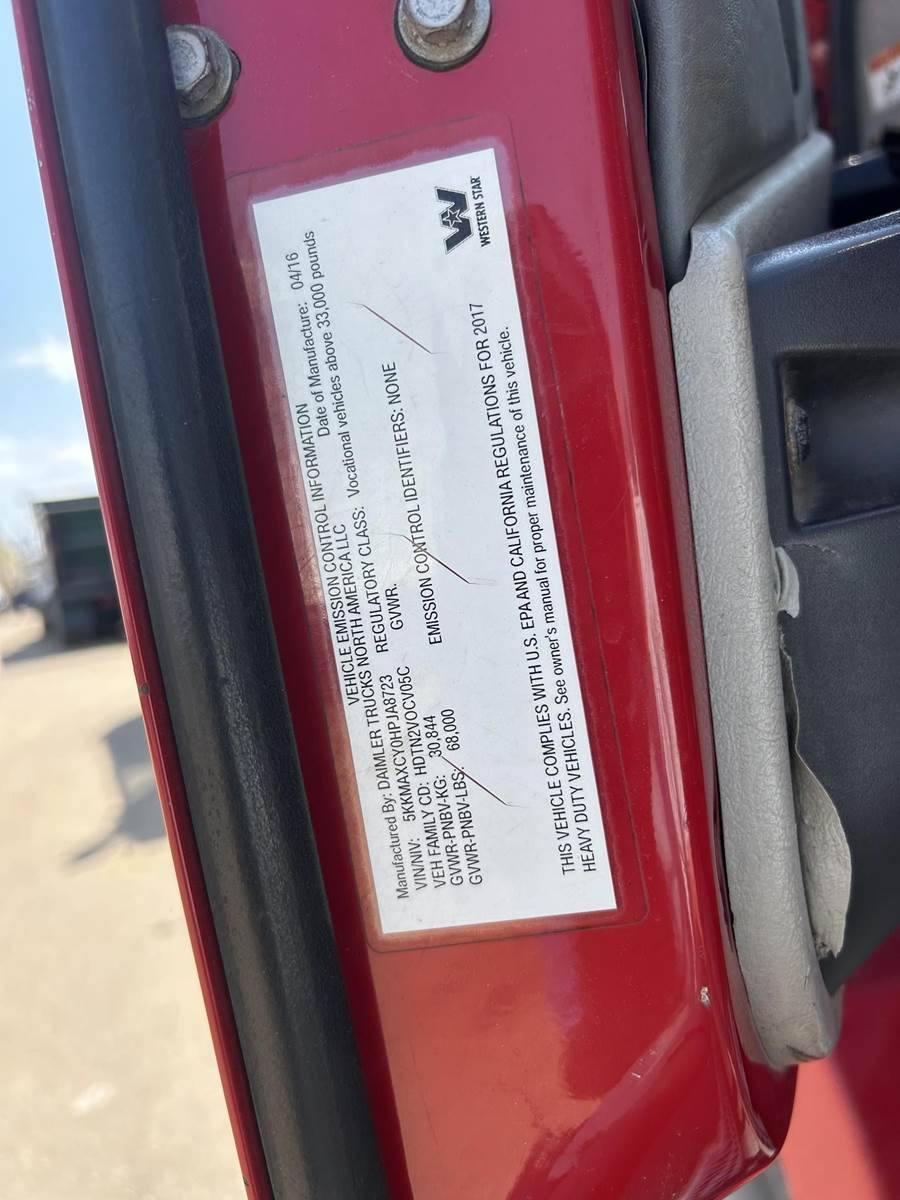 VEHICLE EMISSION CONTROL INFORMATION
Manufactured By: DAIMLER TRUCKS NORTH AMERICA LLC Date of Manufacture: 04/16
VIN/NIV: 5KKMAXCY0HPJA8723 REGULATORY CLASS: Vocational vehicles above 33,000 pounds
VEH FAMILY CD: HDTN2VOCV05C GVWR.
GVWR-PNBV-KG: 30,844
GVWR-PNBV-LBS: 68,000 EMISSION CONTROL IDENTIFIERS: NONE
THIS VEHICLE COMPLIES WITH U.S. EPA AND CALIFORNIA REGULATIONS FOR 2017
HEAVY DUTY VEHICLES. See owner's manual for proper maintenance of this vehicle.
WESTERN STAR